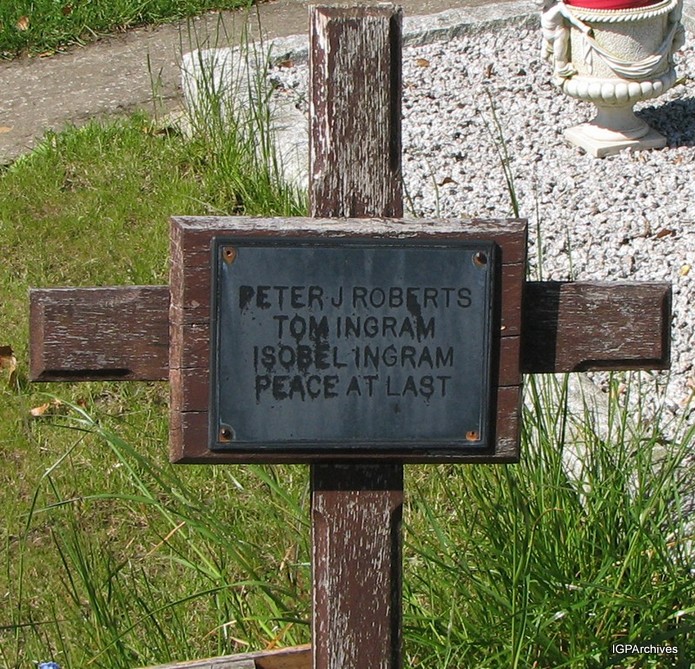 PETER J ROBERTS
TOM INGRAM
ISOBEL INGRAM
PEACE AT LAST
IGPArchives